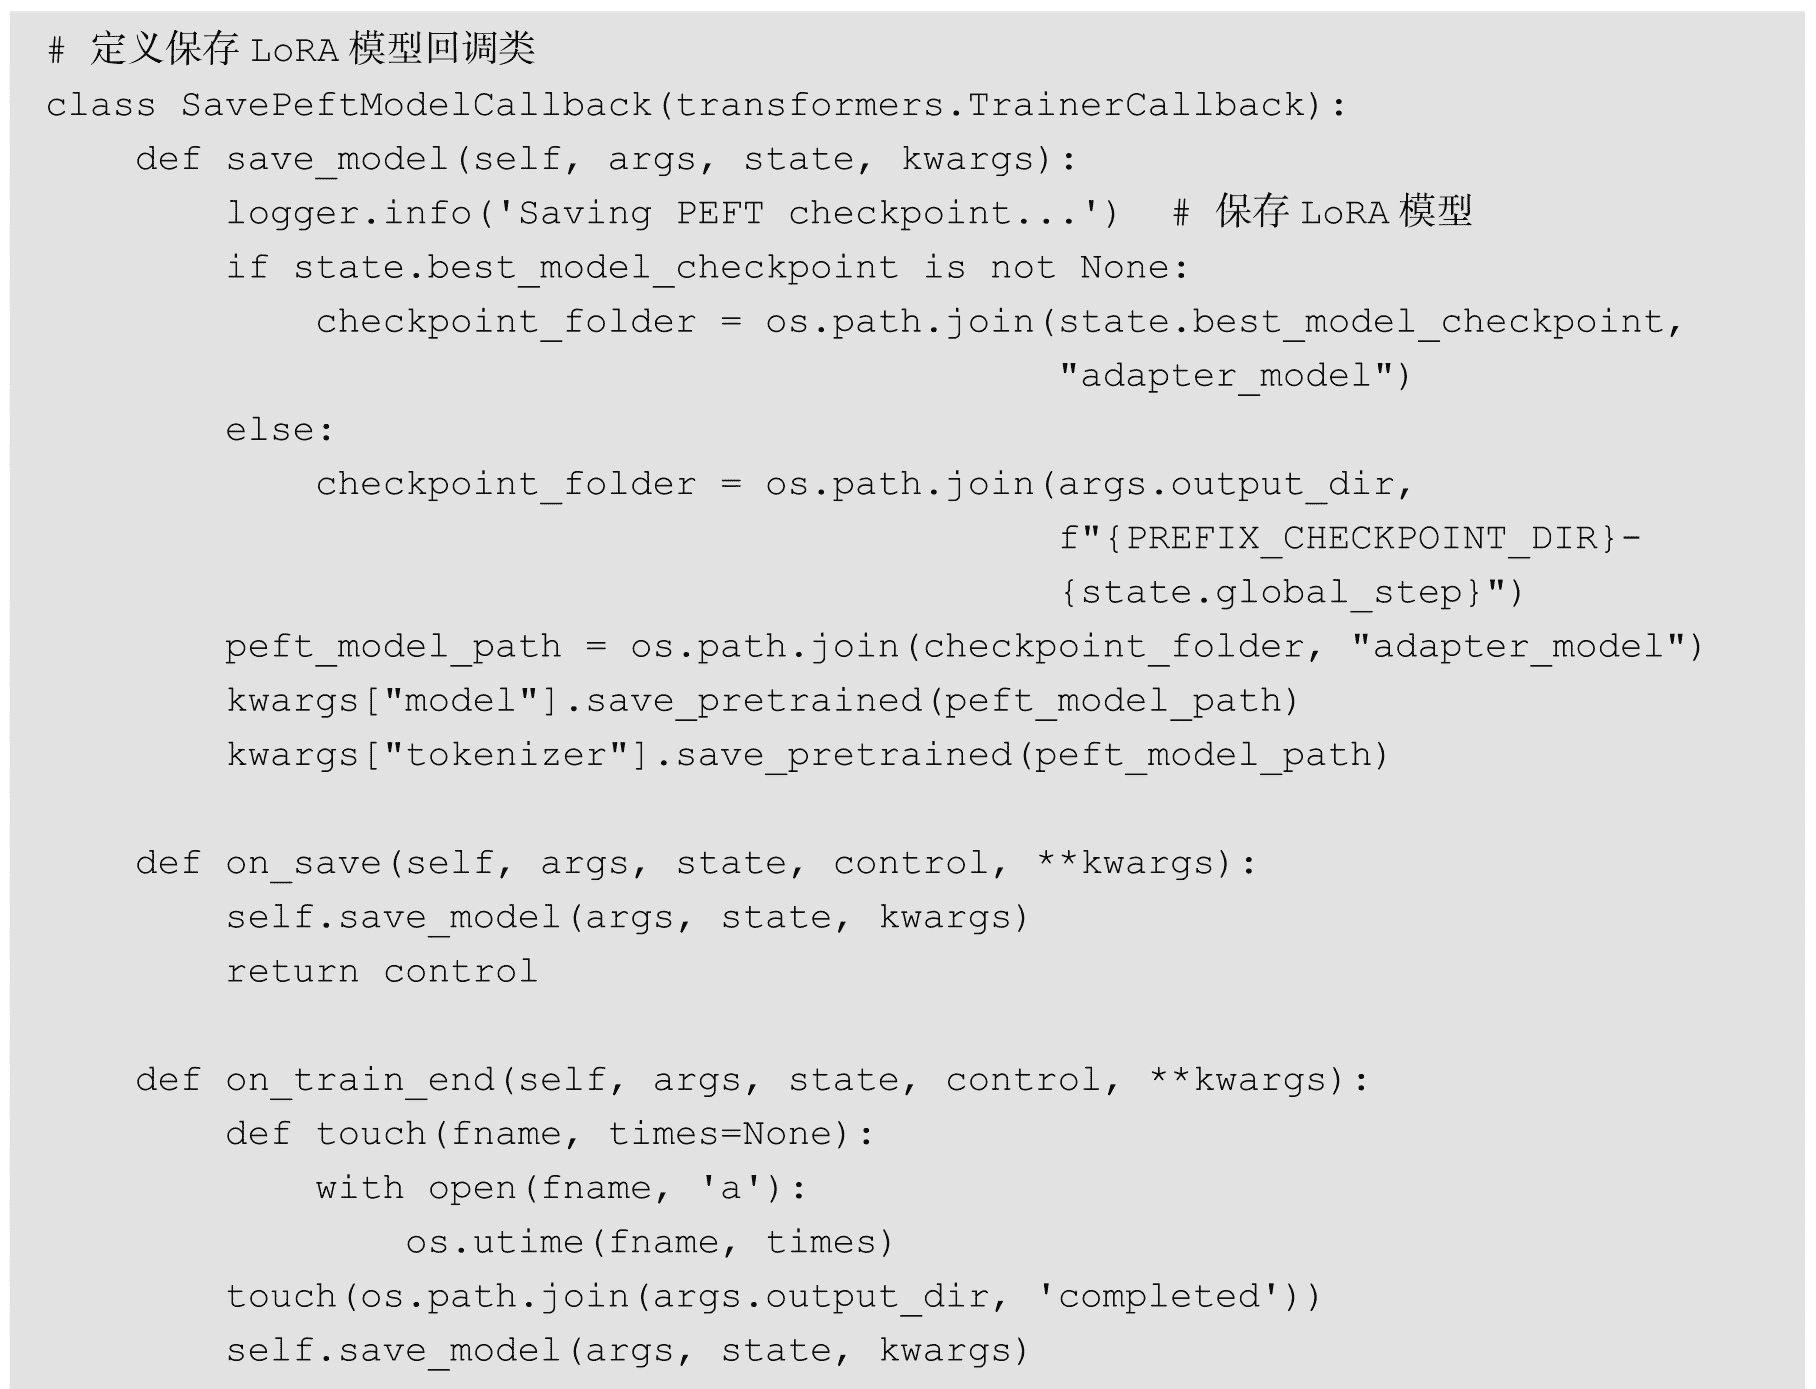 # 定义保存 LoRA 模型回调类
class SavePeftModelCallback(transformers.TrainerCallback):
    def save_model(self, args, state, kwargs):
        logger.info('Saving PEFT checkpoint...')  # 保存 LoRA 模型
        if state.best_model_checkpoint is not None:
            checkpoint_folder = os.path.join(state.best_model_checkpoint,
                                             "adapter_model")
        else:
            checkpoint_folder = os.path.join(args.output_dir,
                                             f"{PREFIX_CHECKPOINT_DIR}-
                                             {state.global_step}")
        peft_model_path = os.path.join(checkpoint_folder, "adapter_model")
        kwargs["model"].save_pretrained(peft_model_path)
        kwargs["tokenizer"].save_pretrained(peft_model_path)

    def on_save(self, args, state, control, **kwargs):
        self.save_model(args, state, kwargs)
        return control

    def on_train_end(self, args, state, control, **kwargs):
        def touch(fname, times=None):
            with open(fname, 'a'):
                os.utime(fname, times)
        touch(os.path.join(args.output_dir, 'completed'))
        self.save_model(args, state, kwargs)